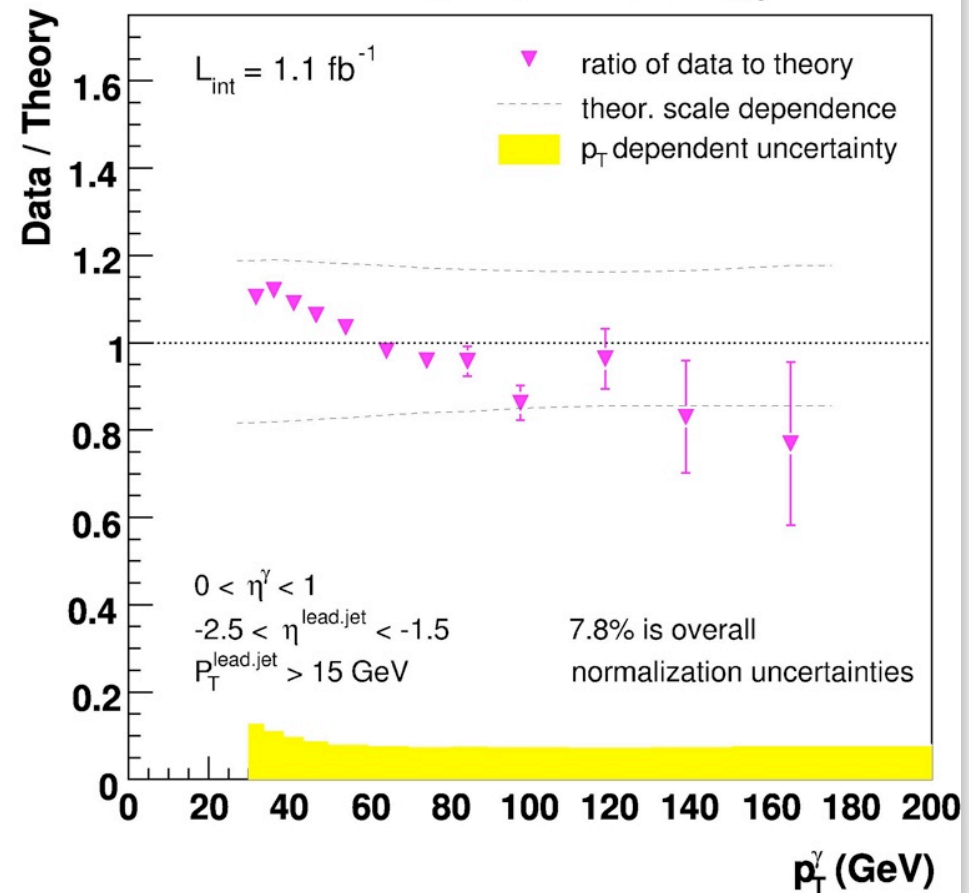 Data / Theory
L_int = 1.1 fb^-1
ratio of data to theory
theor. scale dependence
p_T dependent uncertainty
1.6
1.4
1.2
1
0.8
0.6
0.4
0.2
0
0 < η^γ < 1
-2.5 < η^lead.jet < -1.5
P_T^lead.jet > 15 GeV
7.8% is overall
normalization uncertainties
0 20 40 60 80 100 120 140 160 180 200
p_T^γ (GeV)